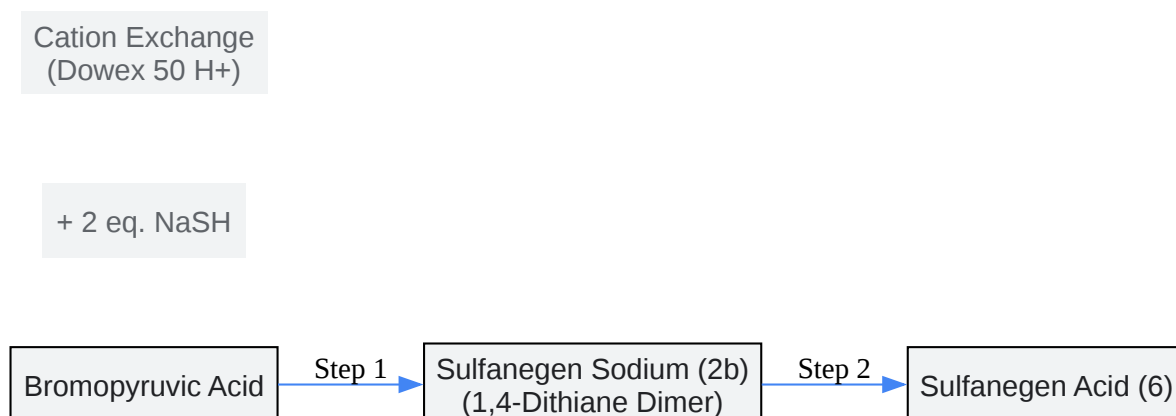 Cation Exchange
(Dowex 50 H+)
+ 2 eq. NaSH
Bromopyruvic Acid
Step 1
Sulfanegen Sodium (2b)
(1,4-Dithiane Dimer)
Step 2
Sulfanegen Acid (6)